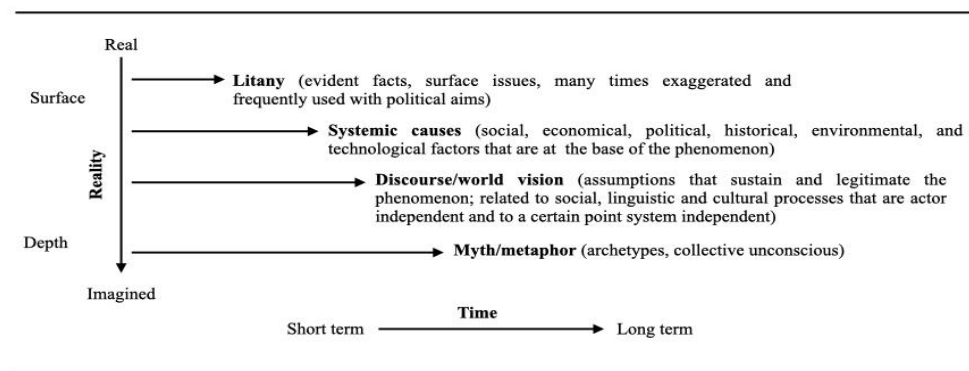 Real
Litany (evident facts, surface issues, many times exaggerated and
frequently used with political aims)
Surface
Systemic causes (social, economical, political, historical, environmental, and
technological factors that are at the base of the phenomenon)
Reality
Discourse/world vision (assumptions that sustain and legitimate the
phenomenon; related to social, linguistic and cultural processes that are actor
independent and to a certain point system independent)
Depth
Myth/metaphor (archetypes, collective unconscious)
Imagined
Time
Short term
Long term